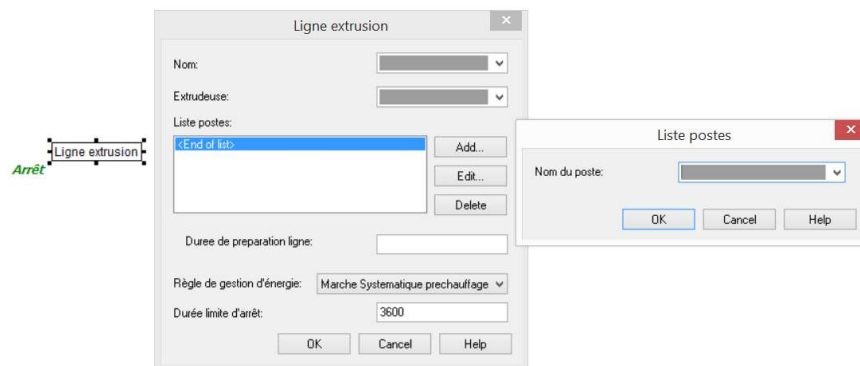 Ligne extrusion
Arrêt
Ligne extrusion
Nom:
Extrudeuse:
Liste postes:
<End of list>
Add...
Edit...
Delete
Duree de preparation ligne:
Règle de gestion d'énergie: Marche Systematique prechauffage
Durée limite d'arrêt: 3600
OK Cancel Help
Liste postes
Nom du poste:
OK Cancel Help